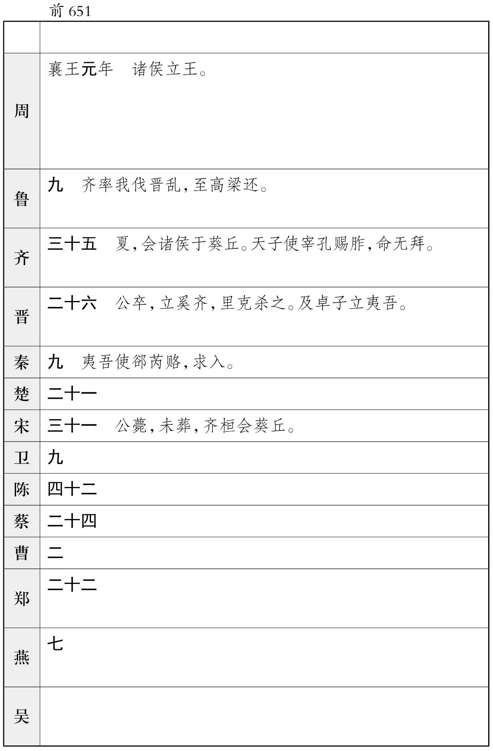 前 651
周 襄王元年 诸侯立王。
鲁 九 齐率我伐晋乱，至高梁还。
齐 三十五 夏，会诸侯于葵丘。天子使宰孔赐胙，命无拜。
晋 二十六 公卒，立奚齐，里克杀之。及卓子立夷吾。
秦 九 夷吾使郤芮赂，求入。
楚 二十一
宋 三十一 公薨，未葬，齐桓会葵丘。
卫 九
陈 四十二
蔡 二十四
曹 二
郑 二十二
燕 七
吴